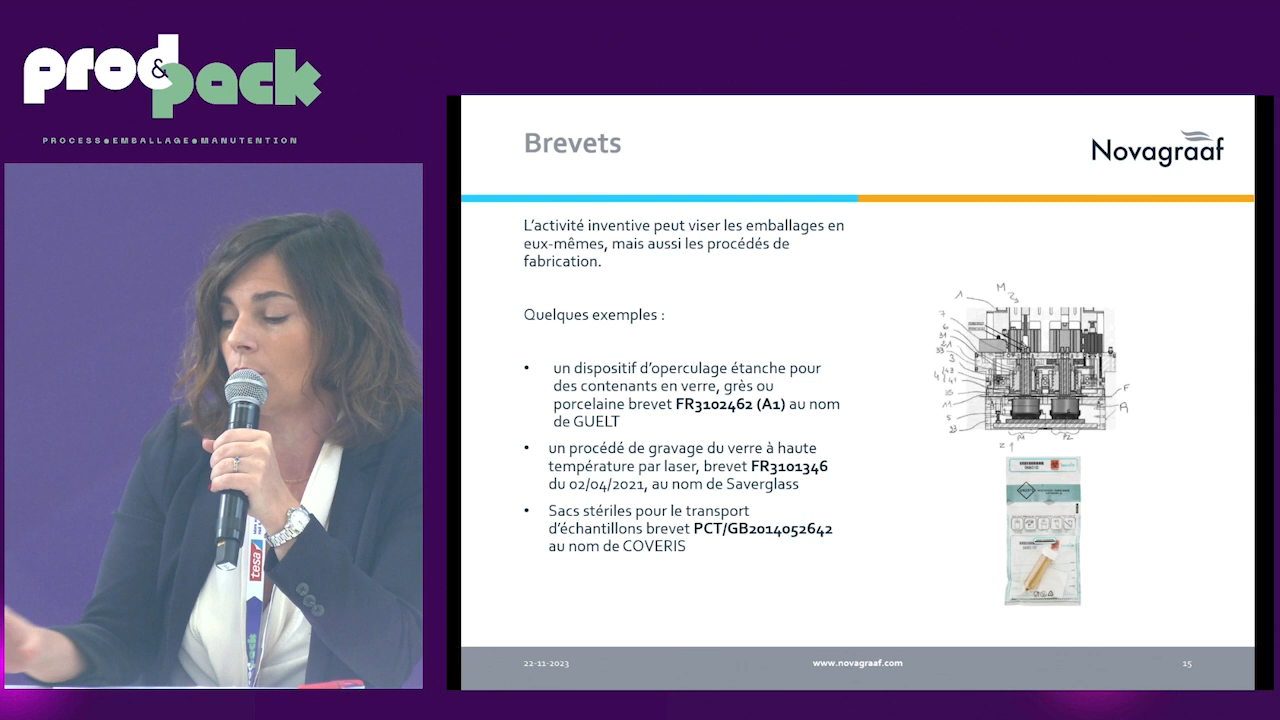 prod&pack
PROCESS●EMBALLAGE●MANUTENTION
Brevets
Novagraaf
L'activité inventive peut viser les emballages en
eux-mêmes, mais aussi les procédés de
fabrication.
Quelques exemples :
• un dispositif d'operculage étanche pour
des contenants en verre, grès ou
porcelaine brevet FR3102462 (A1) au nom
de GUELT
• un procédé de gravage du verre à haute
température par laser, brevet FR3101346
du 02/04/2021, au nom de Saverglass
• Sacs stériles pour le transport
d'échantillons brevet PCT/GB2014052642
au nom de COVERIS
22-11-2023
www.novagraaf.com
15
tesa
pack